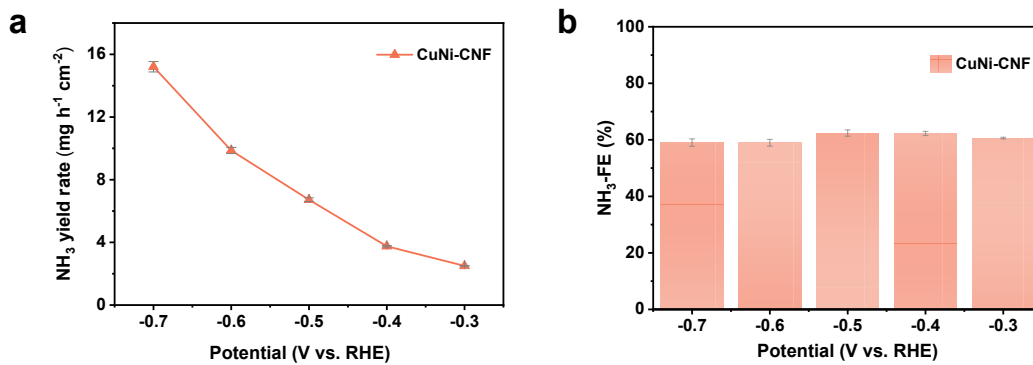 a
NH₃ yield rate (mg h⁻¹ cm⁻²)
16
12
8
4
0
CuNi-CNF
-0.7 -0.6 -0.5 -0.4 -0.3
Potential (V vs. RHE)
b
NH₃-FE (%)
100
80
60
40
20
0
CuNi-CNF
-0.7 -0.6 -0.5 -0.4 -0.3
Potential (V vs. RHE)